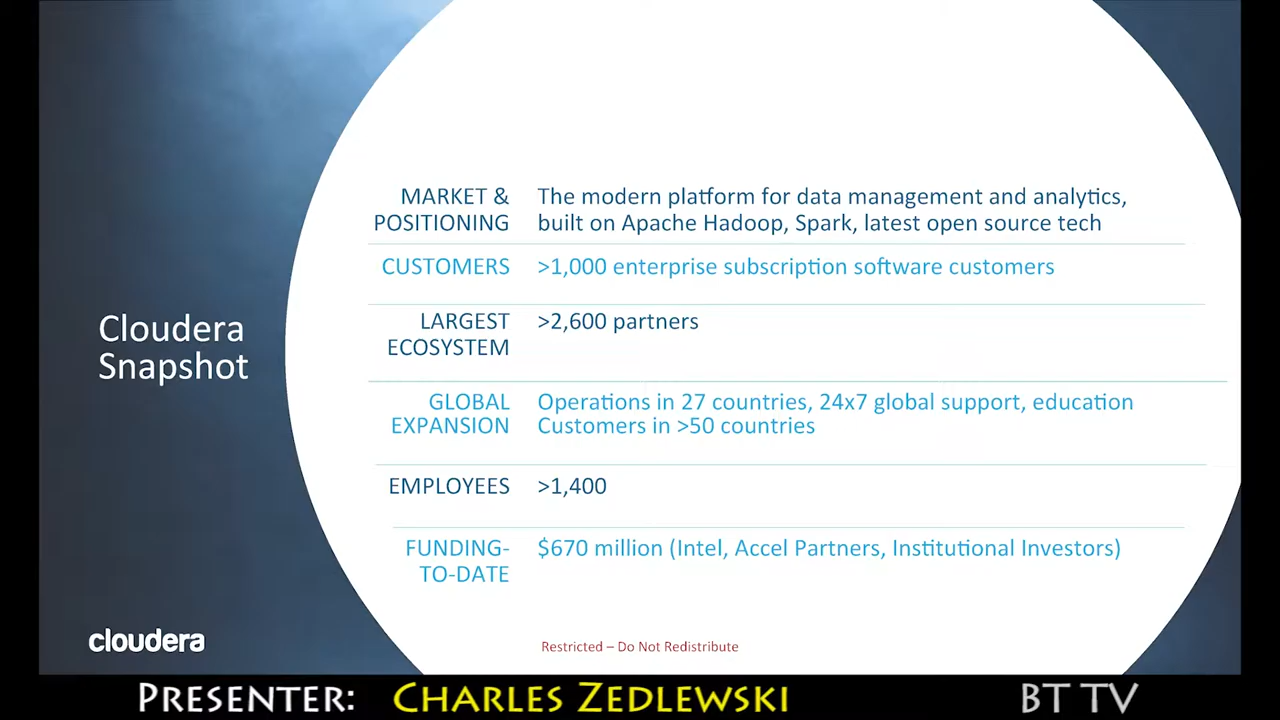 MARKET &
POSITIONING
The modern platform for data management and analytics,
built on Apache Hadoop, Spark, latest open source tech
CUSTOMERS
>1,000 enterprise subscription software customers
Cloudera
Snapshot
LARGEST
ECOSYSTEM
>2,600 partners
GLOBAL
EXPANSION
Operations in 27 countries, 24x7 global support, education
Customers in >50 countries
EMPLOYEES
>1,400
FUNDING-
TO-DATE
$670 million (Intel, Accel Partners, Institutional Investors)
cloudera
Restricted – Do Not Redistribute
PRESENTER: CHARLES ZEDLEWSKI
BT TV